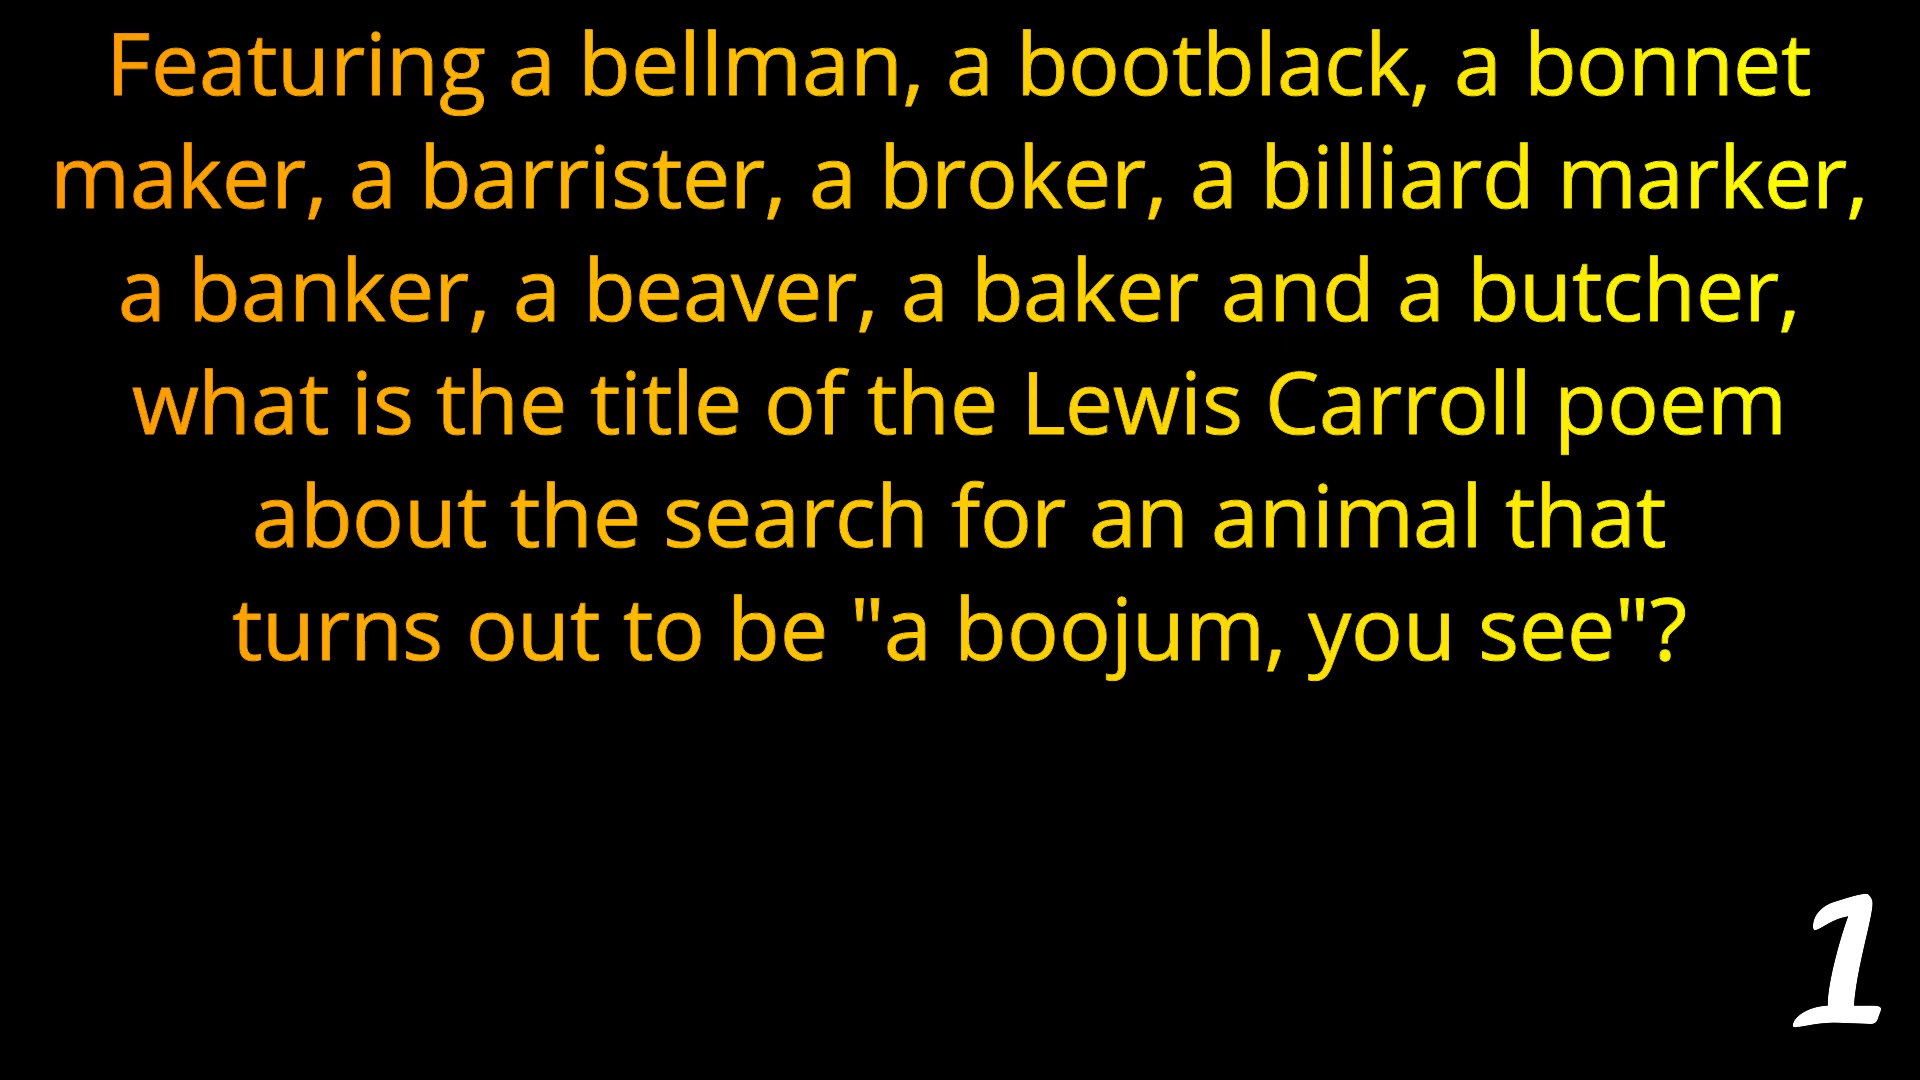 Featuring a bellman, a bootblack, a bonnet
maker, a barrister, a broker, a billiard marker,
a banker, a beaver, a baker and a butcher,
what is the title of the Lewis Carroll poem
about the search for an animal that
turns out to be "a boojum, you see"?
1